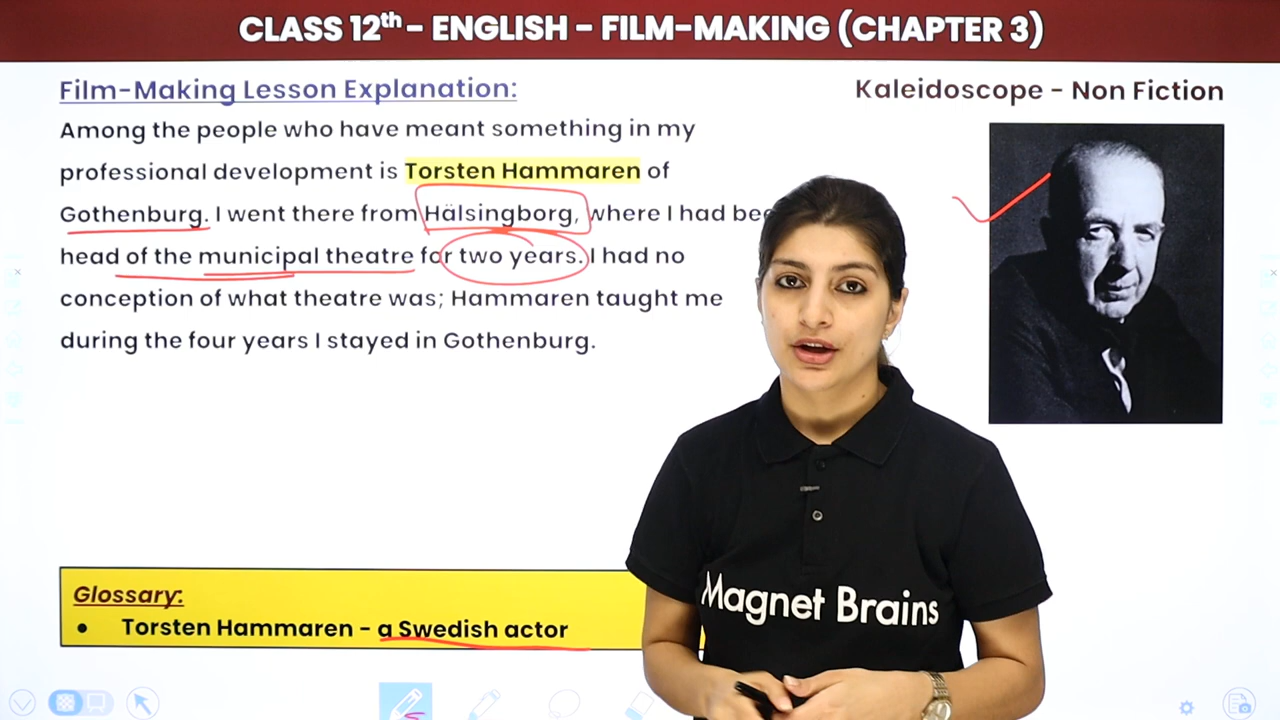 CLASS 12th - ENGLISH - FILM-MAKING (CHAPTER 3)
Film-Making Lesson Explanation:
Kaleidoscope - Non Fiction
Among the people who have meant something in my
professional development is Torsten Hammaren of
Gothenburg. I went there from Hälsingborg, where I had
head of the municipal theatre for two years. I had no
conception of what theatre was; Hammaren taught me
during the four years I stayed in Gothenburg.
Glossary:
• Torsten Hammaren - a Swedish actor
Magnet Brains